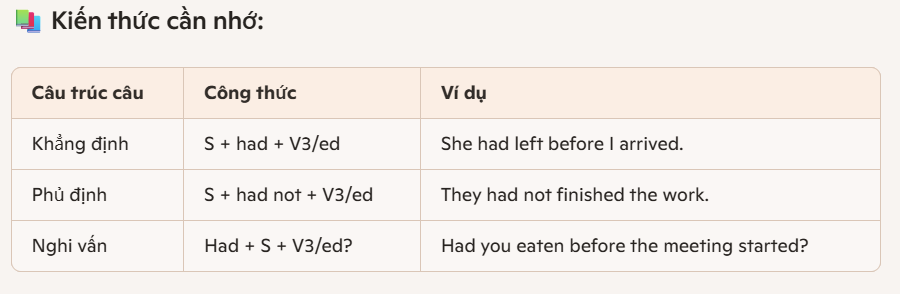 Kiến thức cần nhớ:
Câu trúc câu Công thức Ví dụ
Khẳng định S + had + V3/ed She had left before I arrived.
Phủ định S + had not + V3/ed They had not finished the work.
Nghi vấn Had + S + V3/ed? Had you eaten before the meeting started?